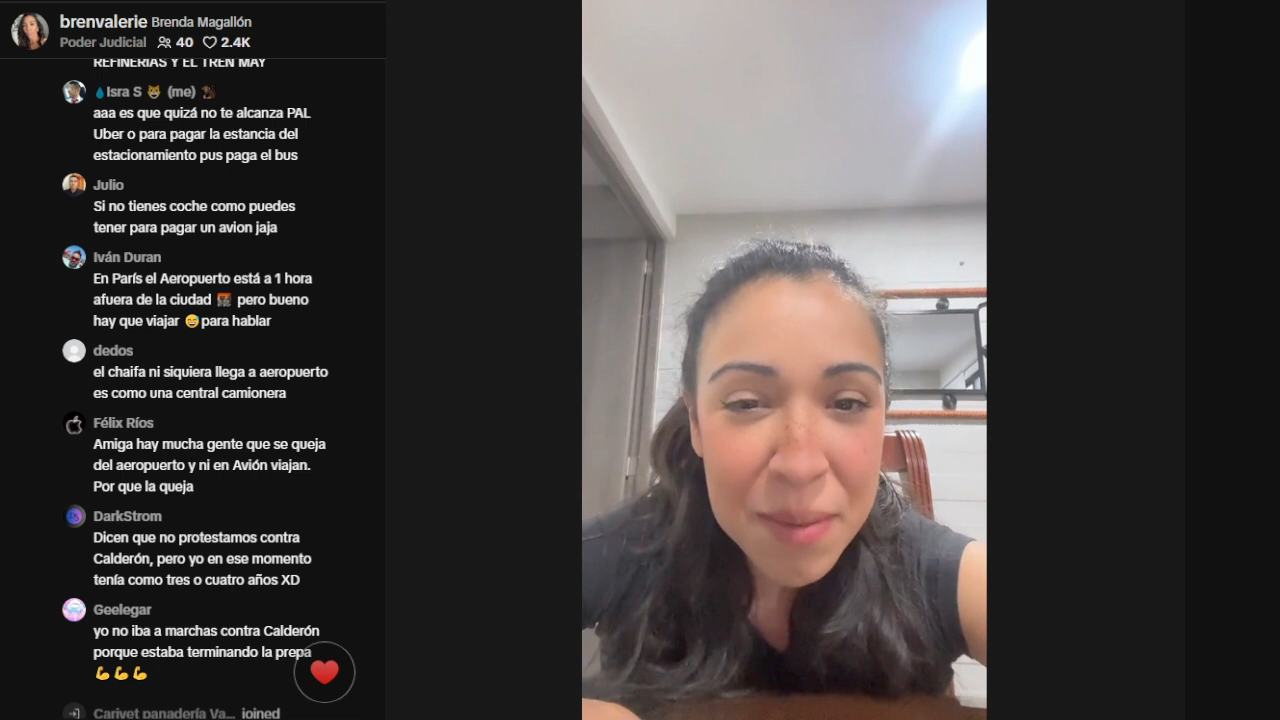 brenvalerie Brenda Magallón
Poder Judicial 40 2.4K
REFINERIAS Y EL TREN MAY
💧Isra S 😼 (me) 🐿
aaa es que quizá no te alcanza PAL
Uber o para pagar la estancia del
estacionamiento pus paga el bus
Julio
Si no tienes coche como puedes
tener para pagar un avion jaja
Iván Duran
En París el Aeropuerto está a 1 hora
afuera de la ciudad pero bueno
hay que viajar 😅para hablar
dedos
el chaifa ni siquiera llega a aeropuerto
es como una central camionera
Félix Ríos
Amiga hay mucha gente que se queja
del aeropuerto y ni en Avión viajan.
Por que la queja
DarkStrom
Dicen que no protestamos contra
Calderón, pero yo en ese momento
tenía como tres o cuatro años XD
Geelegar
yo no iba a marchas contra Calderón
porque estaba terminando la prepa
💪💪💪
Carivet panadería Va... joined